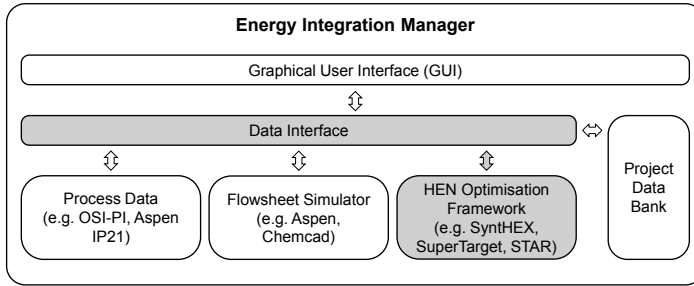 Energy Integration Manager
Graphical User Interface (GUI)
Data Interface
Process Data
(e.g. OSI-PI, Aspen
IP21)
Flowsheet Simulator
(e.g. Aspen,
Chemcad)
HEN Optimisation
Framework
(e.g. SyntHEX,
SuperTarget, STAR)
Project
Data
Bank